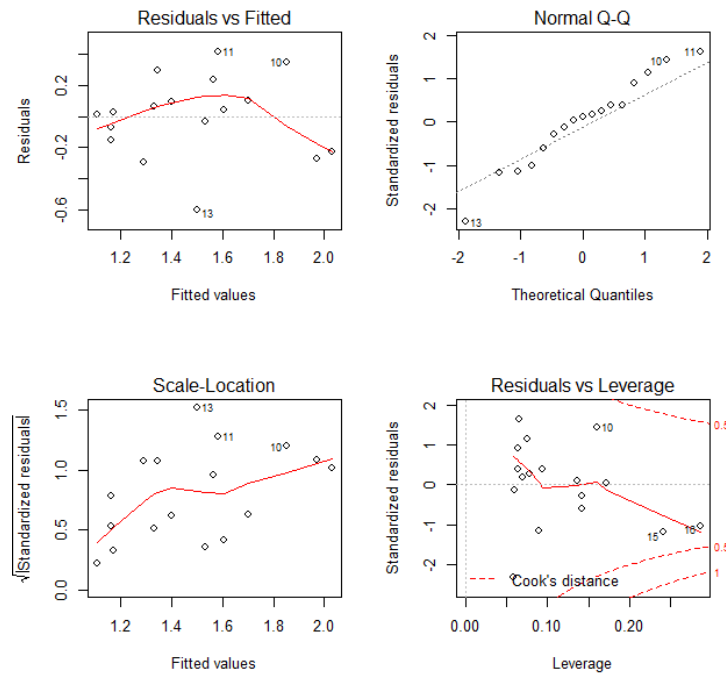 Residuals vs Fitted
Residuals
-0.6
-0.2
0.2
11
10
13
1.2 1.4 1.6 1.8 2.0
Fitted values
Normal Q-Q
Standardized residuals
-2
-1
0
1
2
10
11
13
-2 -1 0 1 2
Theoretical Quantiles
Scale-Location
√|Standardized residuals|
0.0
0.5
1.0
1.5
13
11
10
1.2 1.4 1.6 1.8 2.0
Fitted values
Residuals vs Leverage
Standardized residuals
-2
-1
0
1
2
10
15
16
0.5
0.5
1
Cook's distance
0.00 0.10 0.20
Leverage